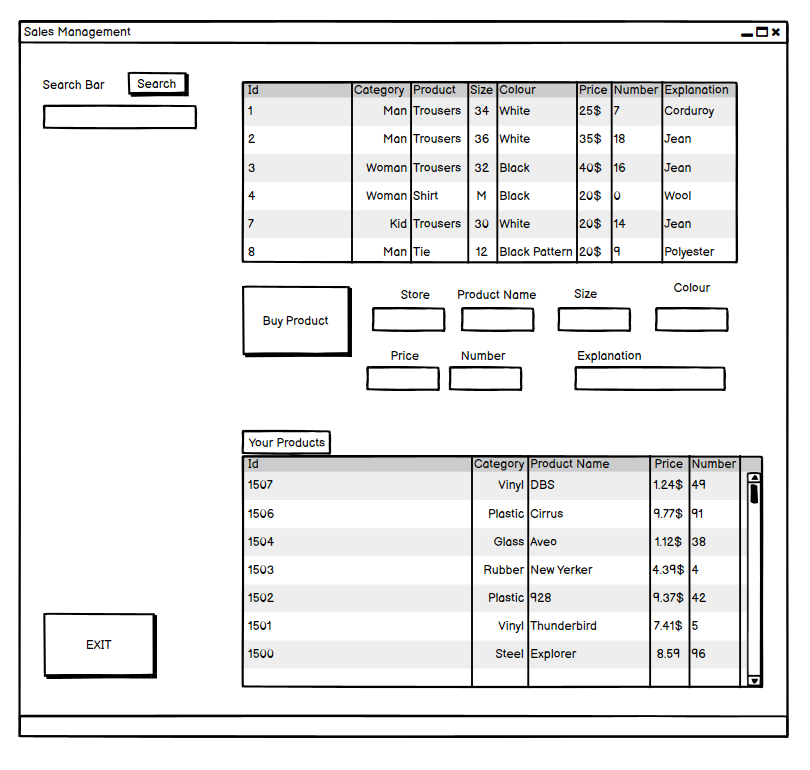 Sales Management
Search Bar Search
Id Category Product Size Colour Price Number Explanation
1 Man Trousers 34 White 25$ 7 Corduroy
2 Man Trousers 36 White 35$ 18 Jean
3 Woman Trousers 32 Black 40$ 16 Jean
4 Woman Shirt M Black 20$ 0 Wool
7 Kid Trousers 30 White 20$ 14 Jean
8 Man Tie 12 Black Pattern 20$ 9 Polyester
Buy Product
Store Product Name Size Colour
Price Number Explanation
Your Products
Id Category Product Name Price Number
1507 Vinyl DBS 1.24$ 49
1506 Plastic Cirrus 9.77$ 91
1504 Glass Aveo 1.12$ 38
1503 Rubber New Yerker 4.39$ 4
1502 Plastic 928 9.37$ 42
1501 Vinyl Thunderbird 7.41$ 5
1500 Steel Explorer 8.59 96
EXIT